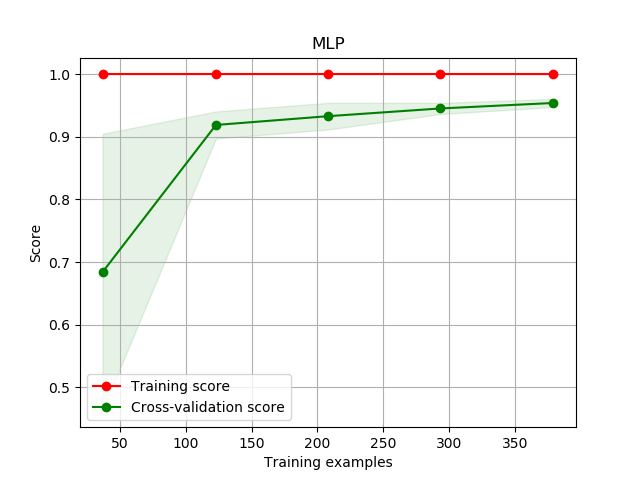 MLP
1.0
0.9
0.8
0.7
0.6
0.5
Score
Training score
Cross-validation score
50 100 150 200 250 300 350
Training examples